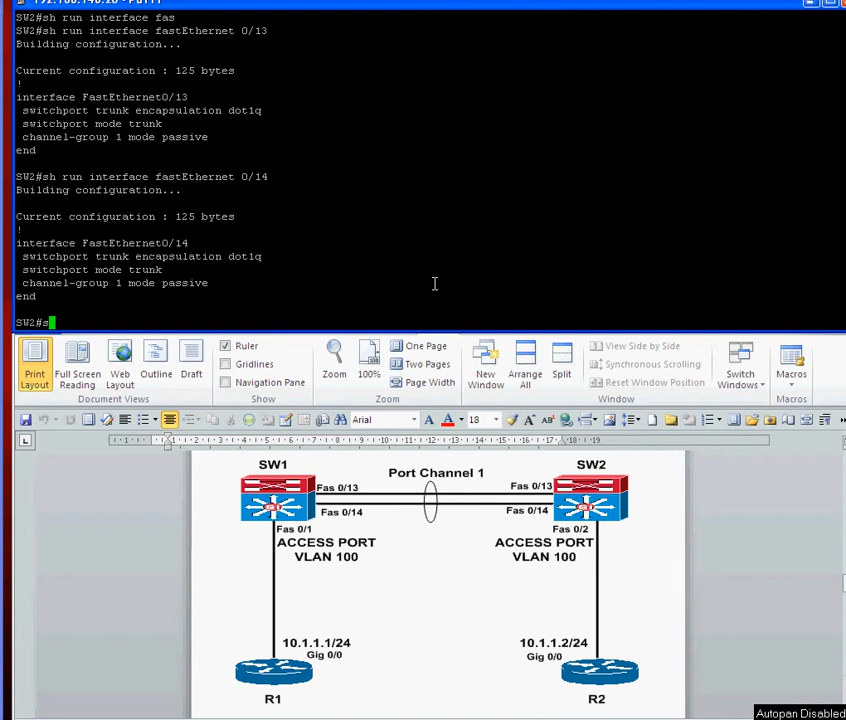 SW2#sh run interface fas
SW2#sh run interface fastEthernet 0/13
Building configuration...
Current configuration : 125 bytes
!
interface FastEthernet0/13
switchport trunk encapsulation dot1q
switchport mode trunk
channel-group 1 mode passive
end
SW2#sh run interface fastEthernet 0/14
Building configuration...
Current configuration : 125 bytes
!
interface FastEthernet0/14
switchport trunk encapsulation dot1q
switchport mode trunk
channel-group 1 mode passive
end
SW2#s
Print Layout
Full Screen Reading
Web Layout
Outline
Draft
Document Views
Ruler
Gridlines
Navigation Pane
Show
Zoom
100%
One Page
Two Pages
Page Width
Zoom
New Window
Arrange All
Split
View Side by Side
Synchronous Scrolling
Reset Window Position
Window
Switch Windows
Macros
Macros
Arial
18
SW1
Port Channel 1
SW2
Fas 0/13
Fas 0/13
Fas 0/14
Fas 0/14
Fas 0/1
Fas 0/2
ACCESS PORT
VLAN 100
ACCESS PORT
VLAN 100
10.1.1.1/24
Gig 0/0
10.1.1.2/24
Gig 0/0
R1
R2
Autopan Disabled